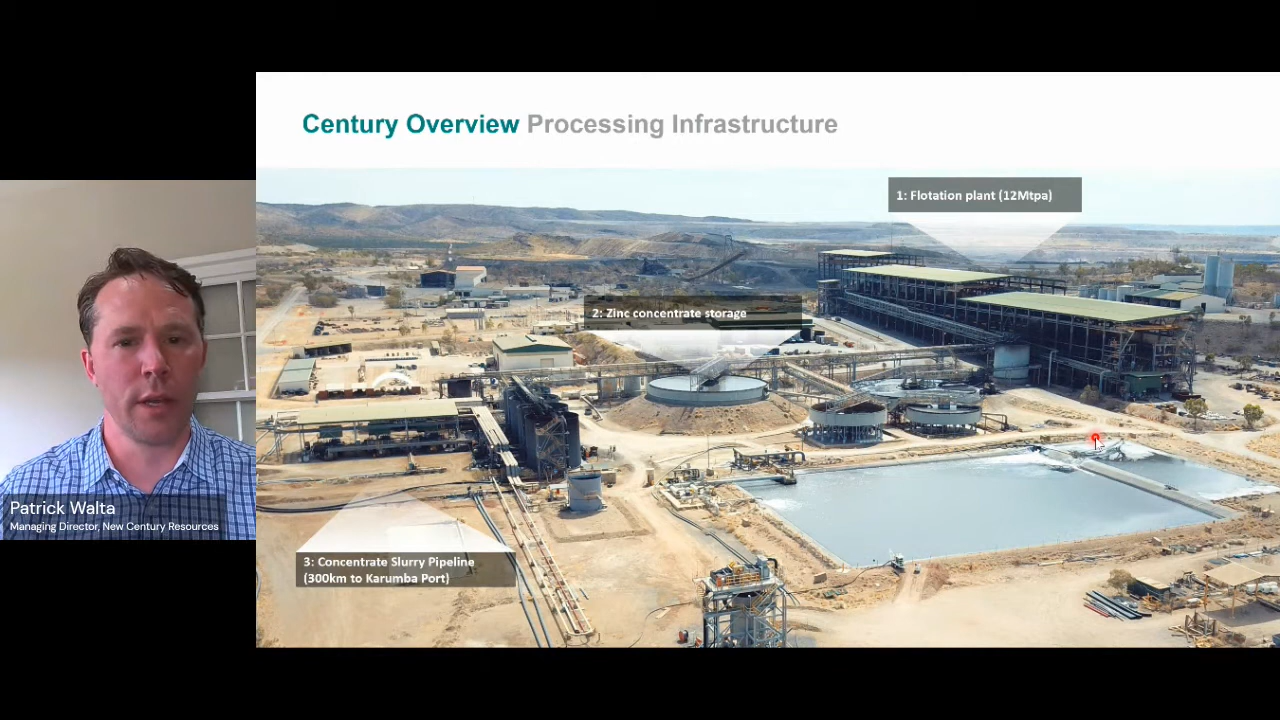 Century Overview Processing Infrastructure
1: Flotation plant (12Mtpa)
2: Zinc concentrate storage
3: Concentrate Slurry Pipeline
(300km to Karumba Port)
Patrick Walta
Managing Director, New Century Resources